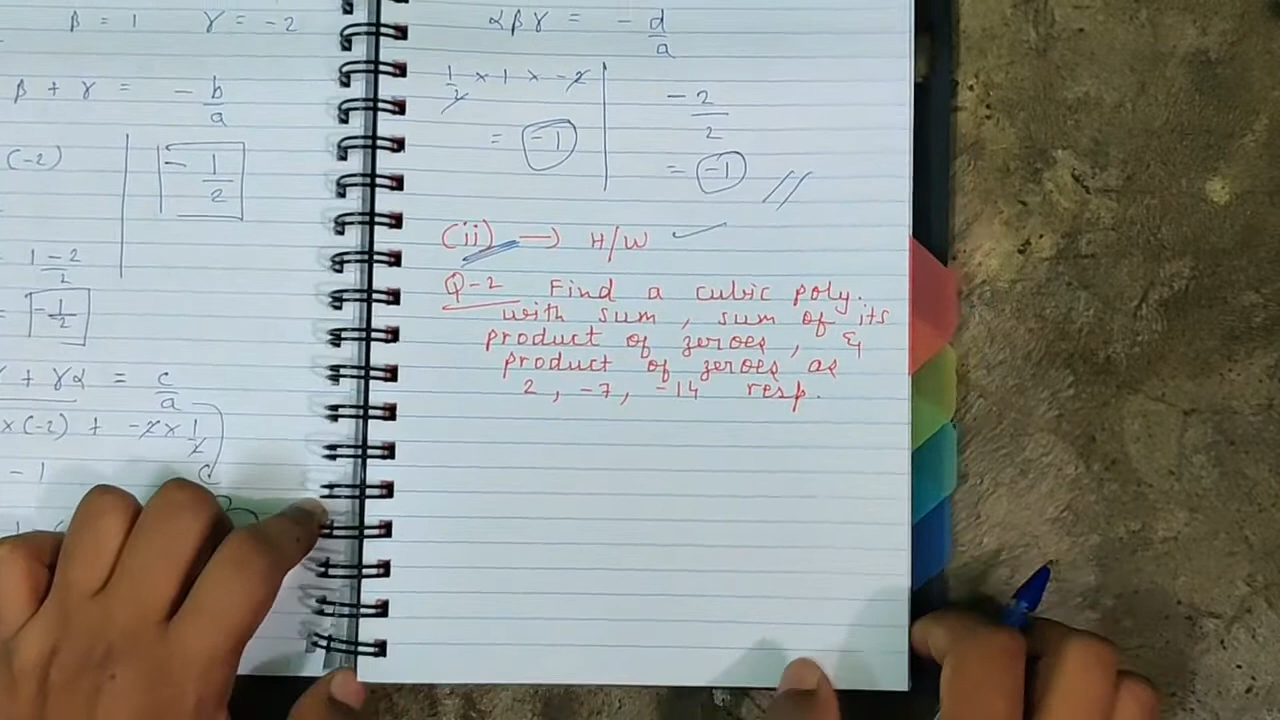 β = 1 γ = -2
β + γ = - b/a
(-2)
- 1/2
1-2/2
= -1/2
+ γα = c/a
x(-2) + -2 x 1/2
- 1
αβγ = - d/a
1/2 x 1 x -2
= -1
- 2/2
= -1 //
(ii) → H/W ✓
Q-2 Find a cubic poly.
with sum, sum of its
product of zeroes, &
product of zeroes as
2, -7, -14 resp.